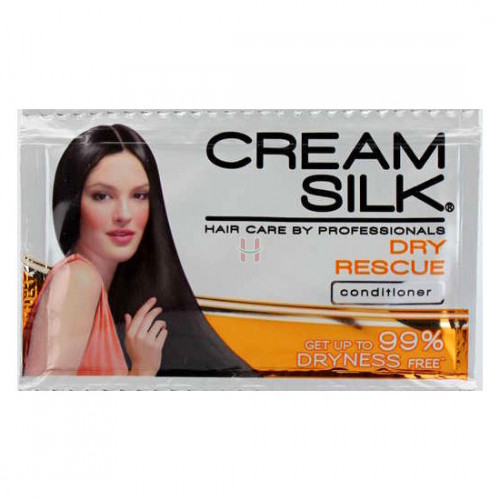 CREAM
SILK®
HAIR CARE BY PROFESSIONALS
DRY
RESCUE
conditioner
GET UP TO 99%
DRYNESS FREE*